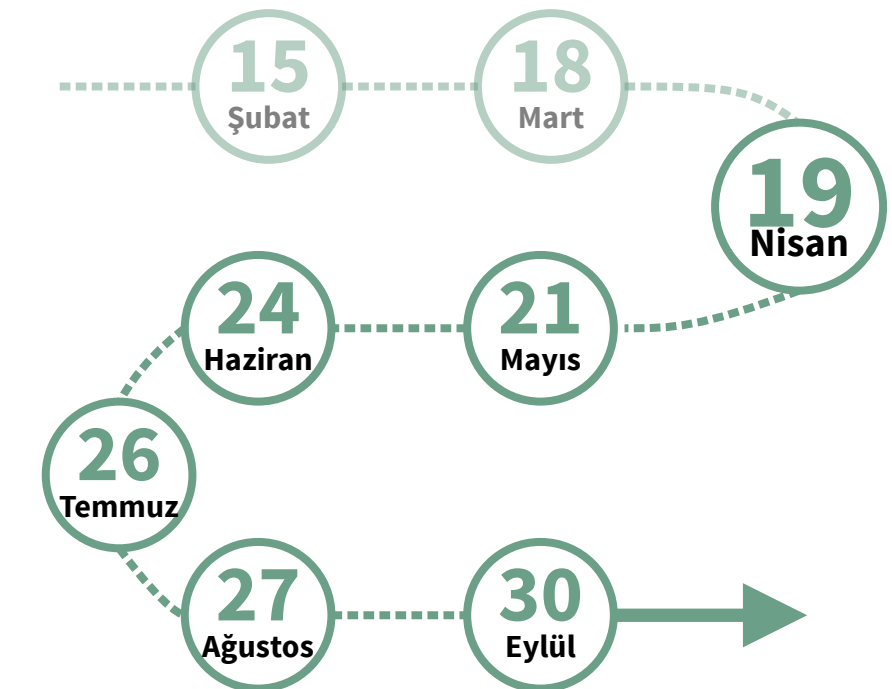 15
Şubat
18
Mart
19
Nisan
21
Mayıs
24
Haziran
26
Temmuz
27
Ağustos
30
Eylül